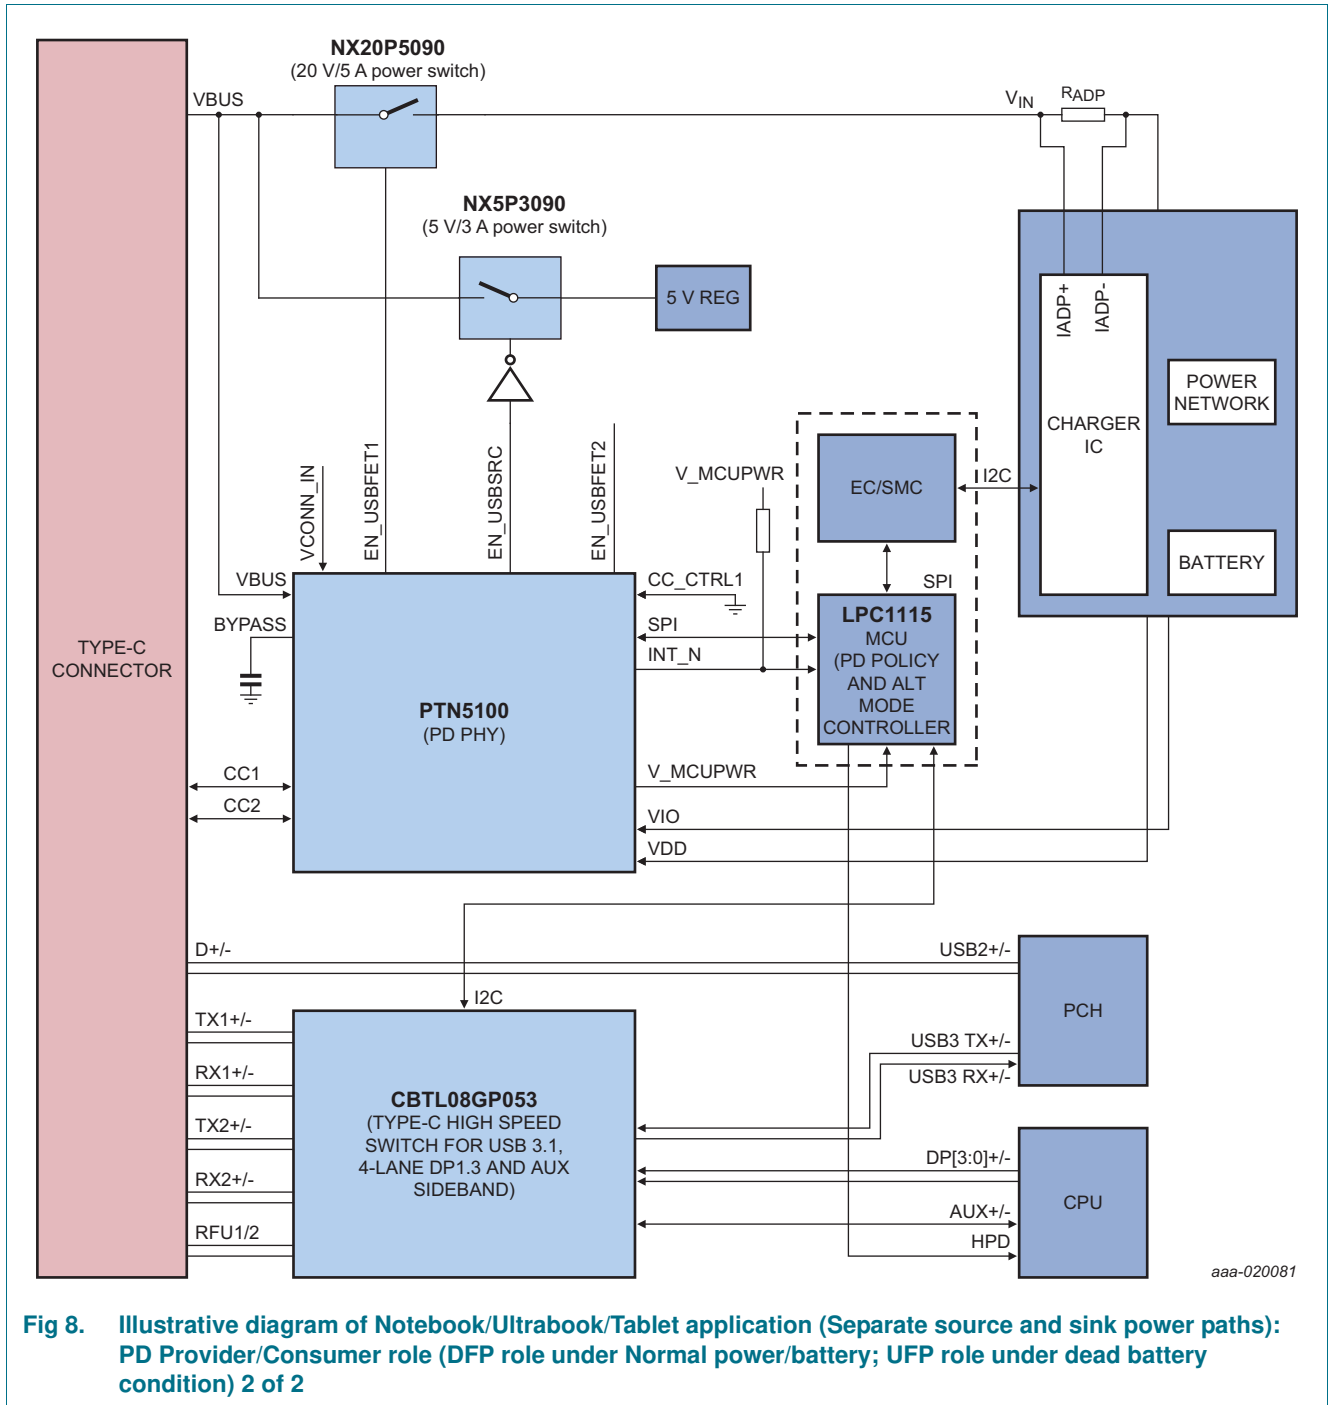 NX20P5090
(20 V/5 A power switch)
VBUS
VIN
RADP
NX5P3090
(5 V/3 A power switch)
5 V REG
IADP+
IADP-
CHARGER
IC
POWER
NETWORK
BATTERY
VCONN_IN
EN_USBFET1
EN_USBSRC
EN_USBFET2
V_MCUPWR
EC/SMC
I2C
SPI
VBUS
BYPASS
CC_CTRL1
SPI
INT_N
LPC1115
MCU
(PD POLICY
AND ALT
MODE
CONTROLLER
TYPE-C
CONNECTOR
PTN5100
(PD PHY)
CC1
CC2
V_MCUPWR
VIO
VDD
D+/-
USB2+/-
I2C
PCH
TX1+/-
RX1+/-
TX2+/-
RX2+/-
RFU1/2
USB3 TX+/-
USB3 RX+/-
CBTL08GP053
(TYPE-C HIGH SPEED
SWITCH FOR USB 3.1,
4-LANE DP1.3 AND AUX
SIDEBAND)
DP[3:0]+/-
CPU
AUX+/-
HPD
aaa-020081
Fig 8. Illustrative diagram of Notebook/Ultrabook/Tablet application (Separate source and sink power paths):
PD Provider/Consumer role (DFP role under Normal power/battery; UFP role under dead battery
condition) 2 of 2